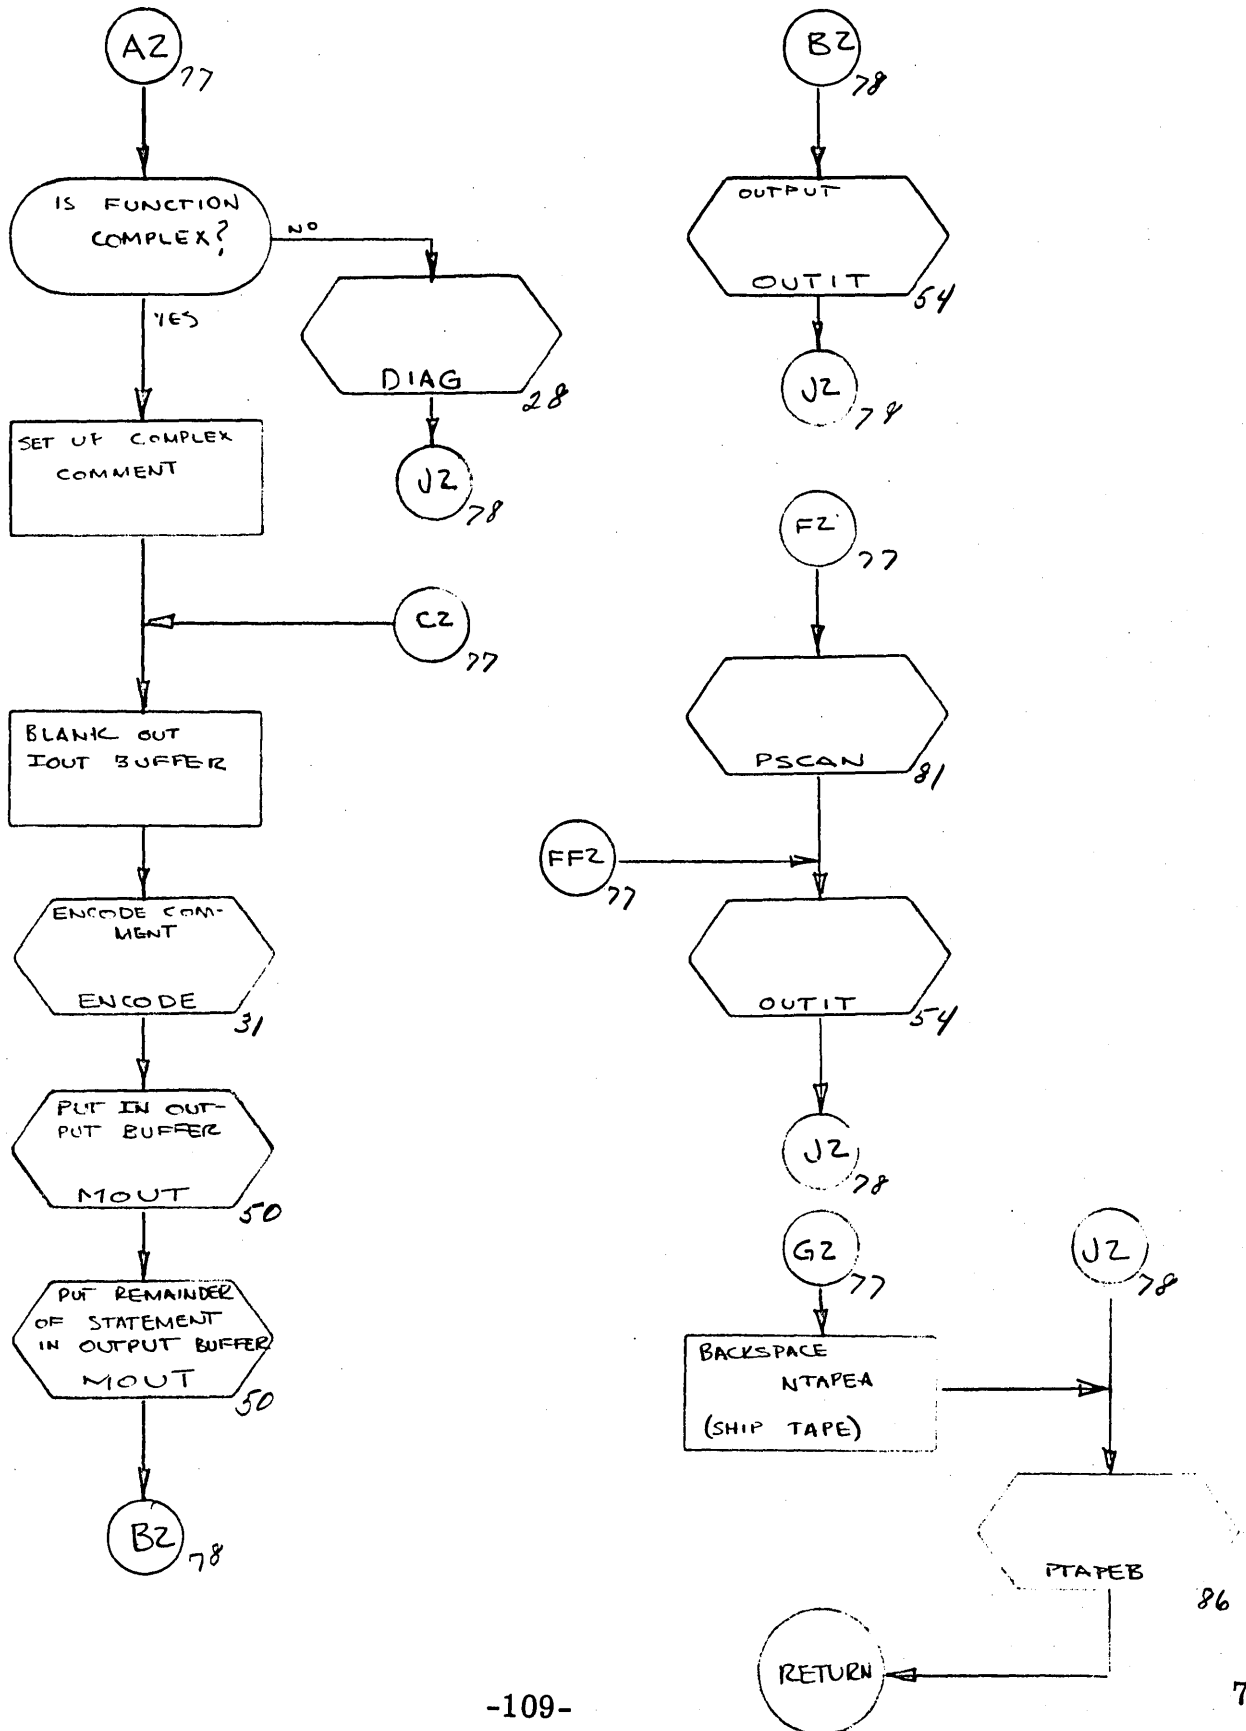 A2
77
IS FUNCTION
COMPLEX?
NO
YES
DIAG
28
J2
78
SET UP COMPLEX
COMMENT
C2
77
BLANK OUT
IOUT BUFFER
ENCODE COM-
MENT
ENCODE
31
PUT IN OUT-
PUT BUFFER
MOUT
50
PUT REMAINDER
OF STATEMENT
IN OUTPUT BUFFER
MOUT
50
B2
78
B2
78
OUTPUT
OUTIT
54
J2
78
F2
77
PSCAN
81
FF2
77
OUTIT
54
J2
78
G2
77
BACKSPACE
NTAPEA
(SHIP TAPE)
J2
78
PTAPEB
86
RETURN
-109-
7